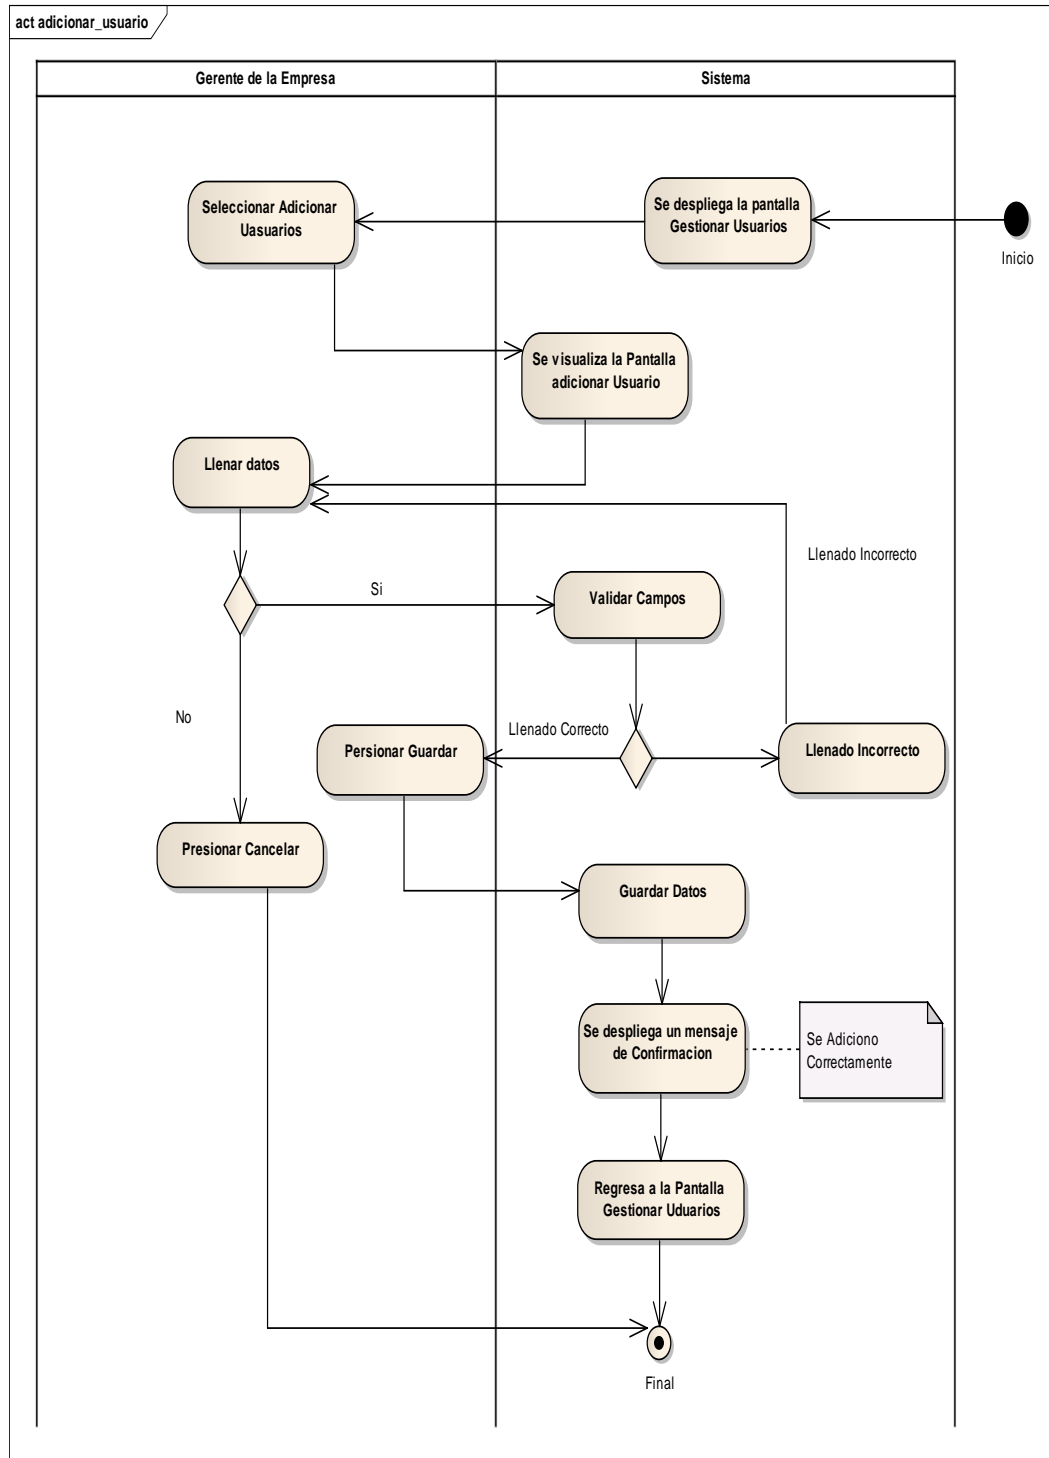 act adicionar_usuario
Gerente de la Empresa
Sistema
Seleccionar Adicionar
Uasuarios
Se despliega la pantalla
Gestionar Usuarios
Inicio
Se visualiza la Pantalla
adicionar Usuario
Llenar datos
Llenado Incorrecto
Si
Validar Campos
No
Llenado Correcto
Persionar Guardar
Llenado Incorrecto
Presionar Cancelar
Guardar Datos
Se despliega un mensaje
de Confirmacion
Se Adiciono
Correctamente
Regresa a la Pantalla
Gestionar Uduarios
Final